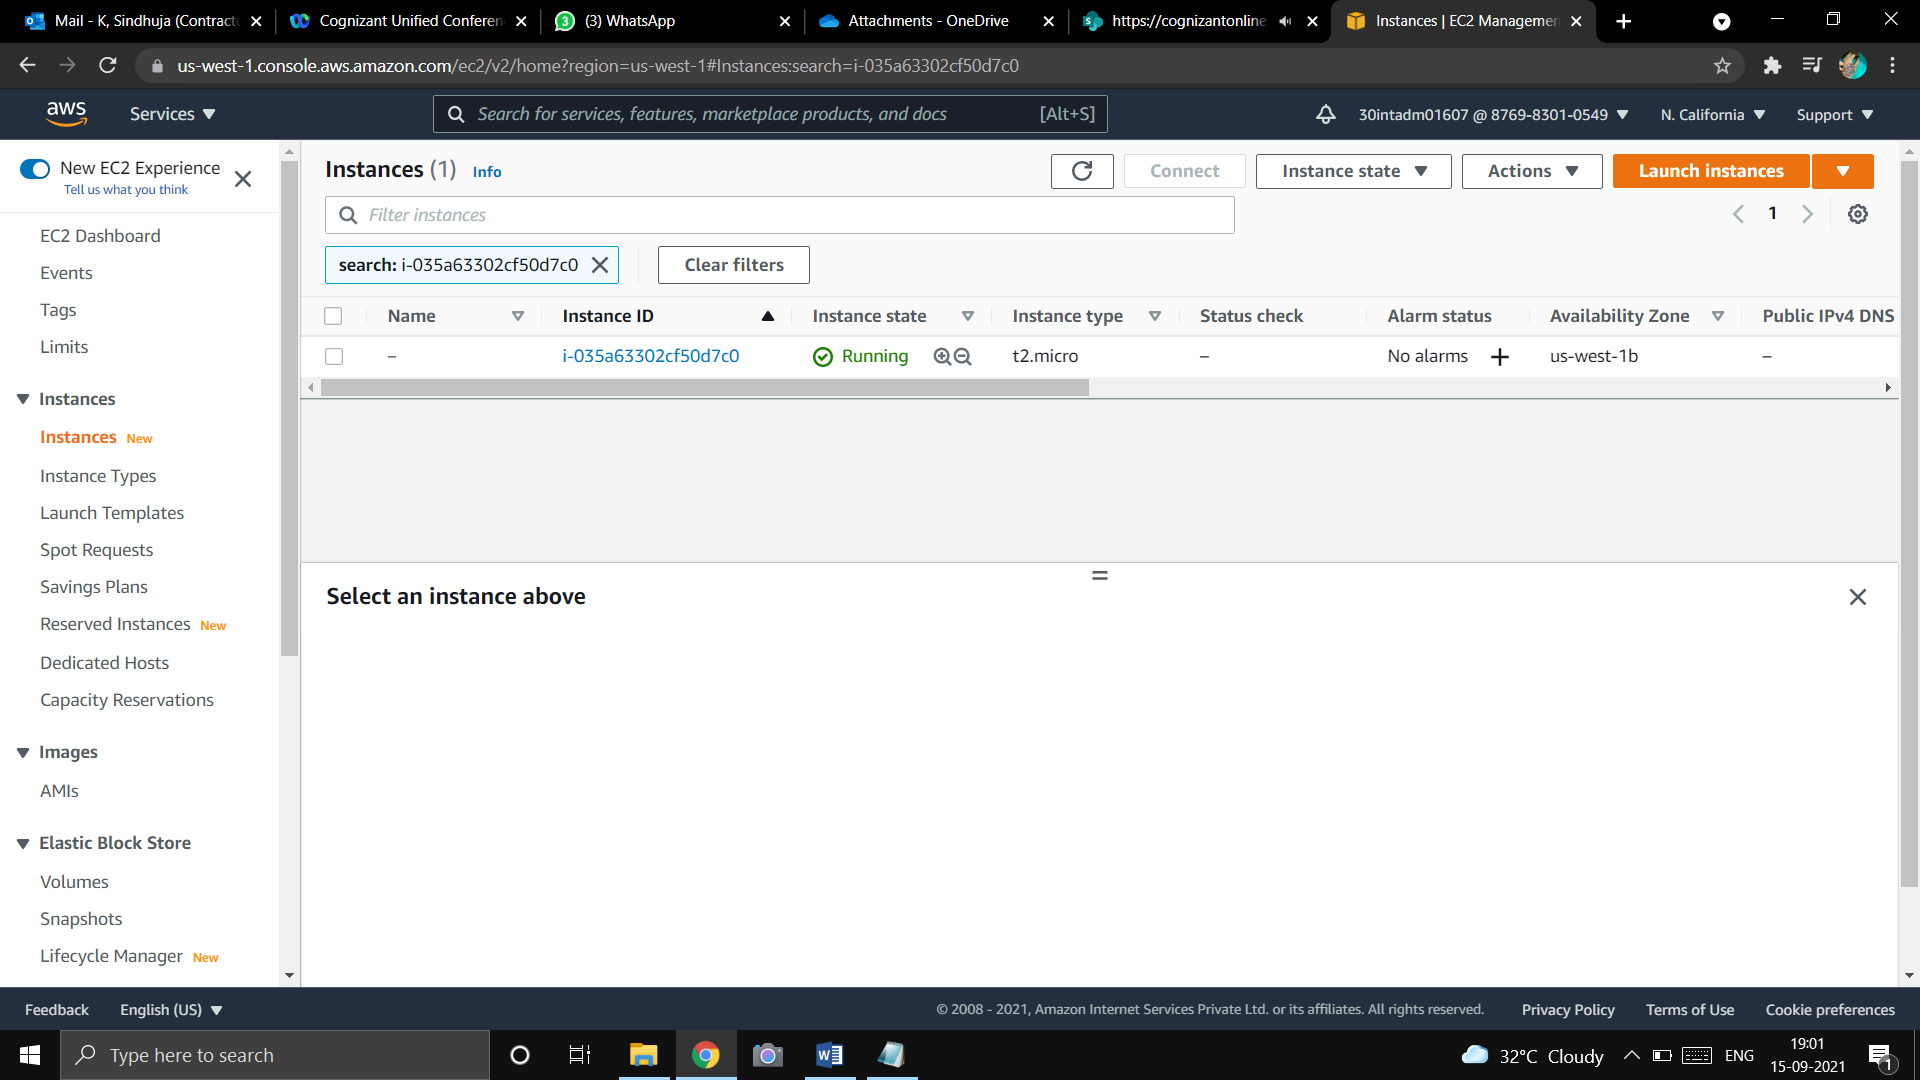 Mail - K, Sindhuja (Contract
Cognizant Unified Conferen
(3) WhatsApp
Attachments - OneDrive
https://cognizantonline.
Instances | EC2 Managemen
us-west-1.console.aws.amazon.com/ec2/v2/home?region=us-west-1#Instances:search=i-035a63302cf50d7c0
aws
Services
Search for services, features, marketplace products, and docs
[Alt+S]
30intadm01607 @ 8769-8301-0549
N. California
Support
New EC2 Experience
Tell us what you think
EC2 Dashboard
Events
Tags
Limits
Instances
Instances New
Instance Types
Launch Templates
Spot Requests
Savings Plans
Reserved Instances New
Dedicated Hosts
Capacity Reservations
Images
AMIs
Elastic Block Store
Volumes
Snapshots
Lifecycle Manager New
Instances (1) Info
Connect
Instance state
Actions
Launch instances
Filter instances
1
search: i-035a63302cf50d7c0
Clear filters
Name Instance ID Instance state Instance type Status check Alarm status Availability Zone Public IPv4 DNS
– i-035a63302cf50d7c0 Running t2.micro – No alarms + us-west-1b –
Select an instance above
Feedback
English (US)
© 2008 - 2021, Amazon Internet Services Private Ltd. or its affiliates. All rights reserved.
Privacy Policy
Terms of Use
Cookie preferences
Type here to search
32°C Cloudy
ENG
19:01
15-09-2021
1